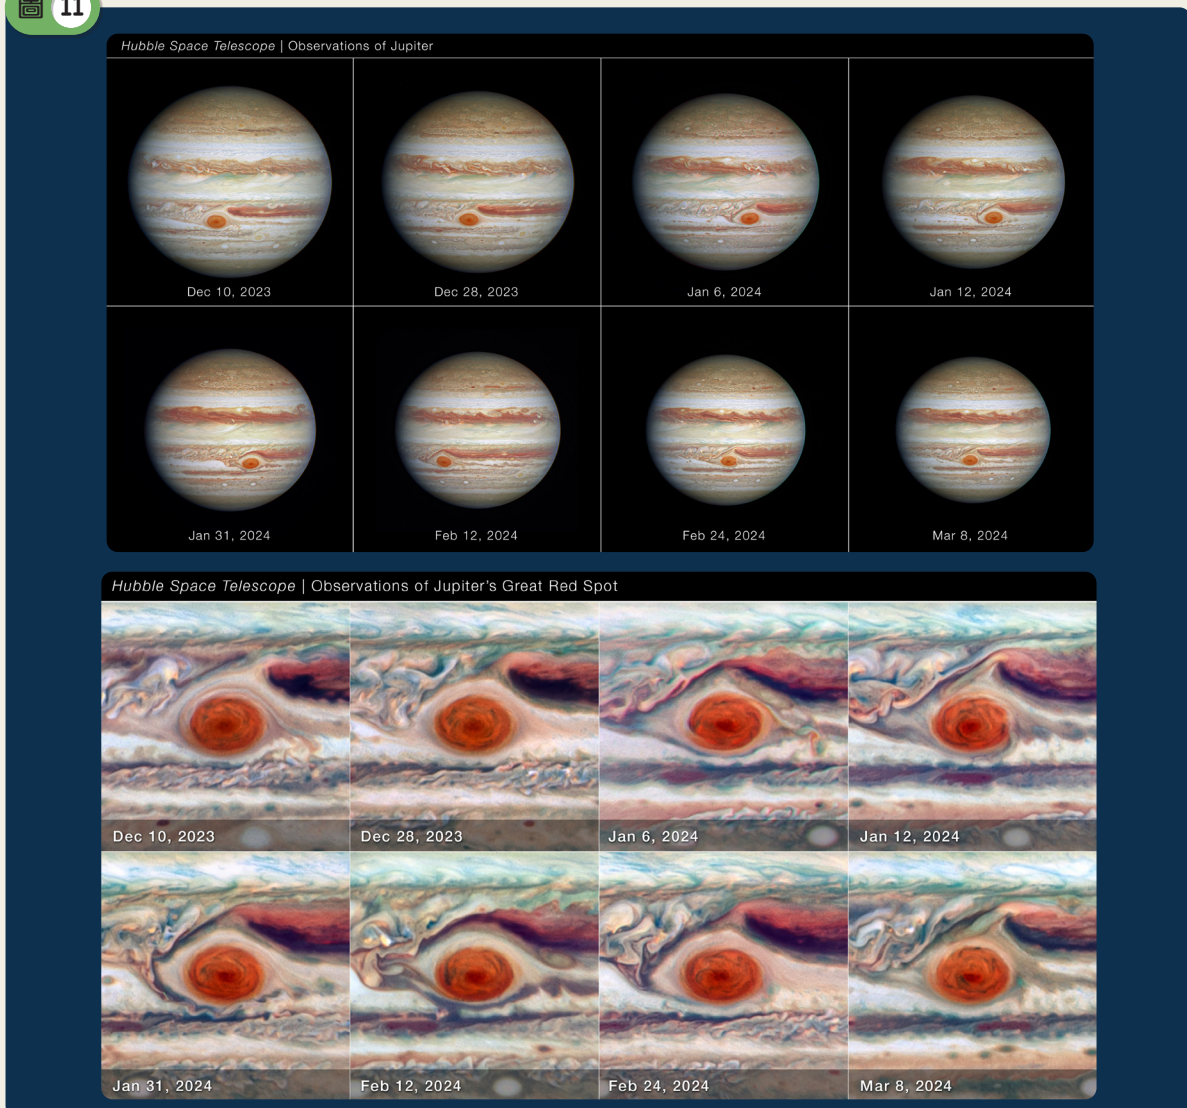 11
Hubble Space Telescope | Observations of Jupiter
Dec 10, 2023
Dec 28, 2023
Jan 6, 2024
Jan 12, 2024
Jan 31, 2024
Feb 12, 2024
Feb 24, 2024
Mar 8, 2024
Hubble Space Telescope | Observations of Jupiter's Great Red Spot
Dec 10, 2023
Dec 28, 2023
Jan 6, 2024
Jan 12, 2024
Jan 31, 2024
Feb 12, 2024
Feb 24, 2024
Mar 8, 2024